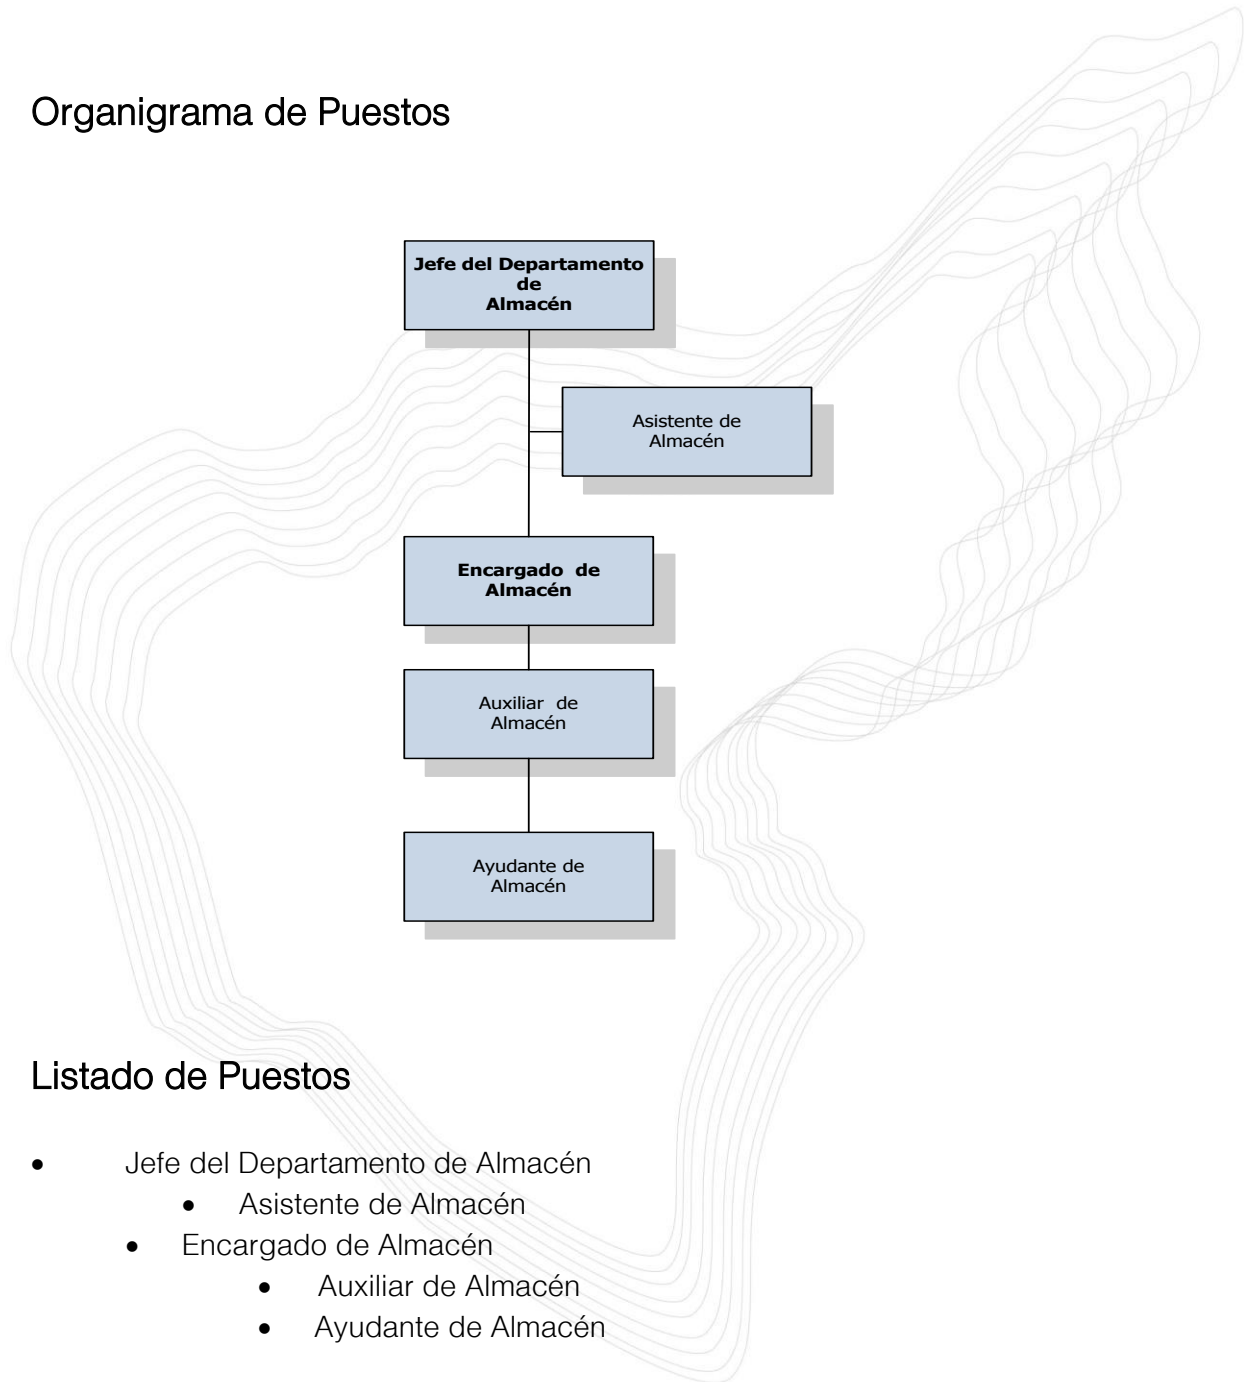 Organigrama de Puestos
Jefe del Departamento
de
Almacén
Asistente de
Almacén
Encargado de
Almacén
Auxiliar de
Almacén
Ayudante de
Almacén
Listado de Puestos
• Jefe del Departamento de Almacén
• Asistente de Almacén
• Encargado de Almacén
• Auxiliar de Almacén
• Ayudante de Almacén